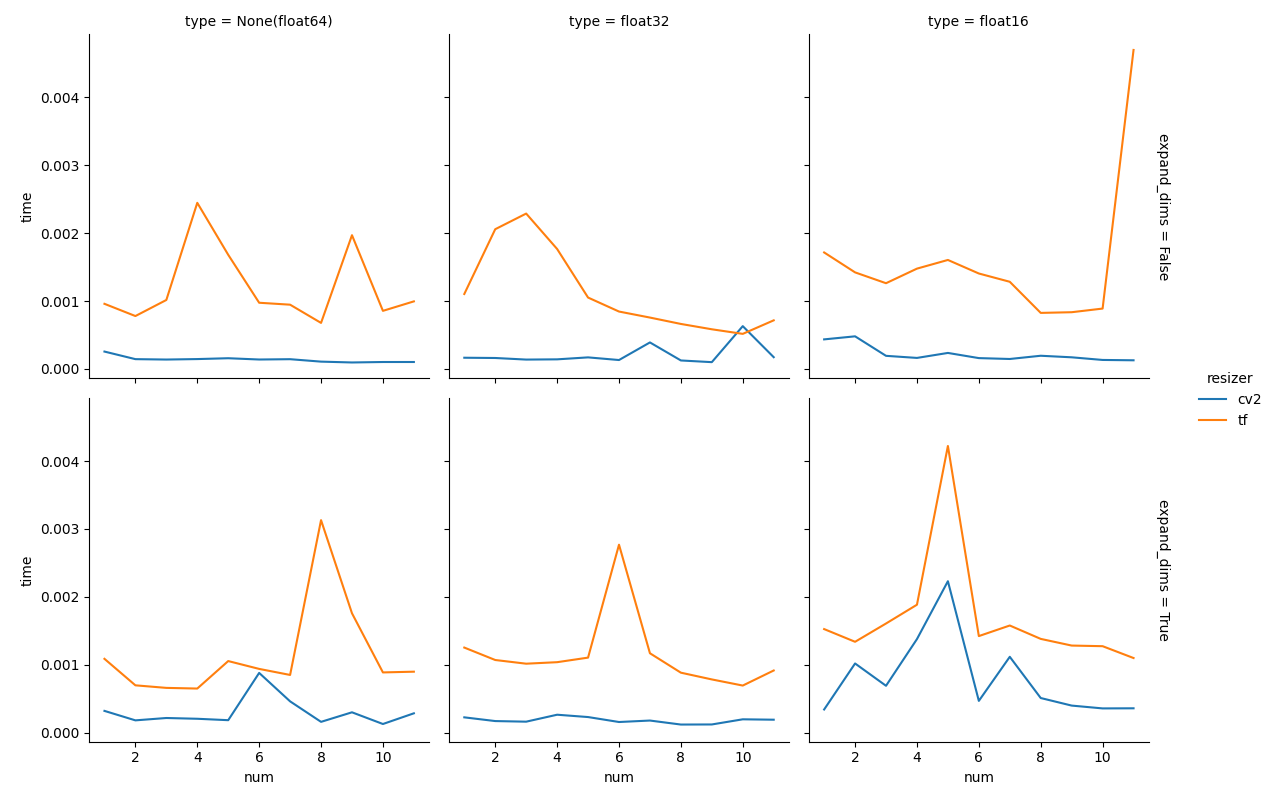 type = None(float64)
type = float32
type = float16
0.004
0.003
0.002
0.001
0.000
time
expand_dims = False
resizer
cv2
tf
0.004
0.003
0.002
0.001
0.000
time
expand_dims = True
2 4 6 8 10
2 4 6 8 10
2 4 6 8 10
num
num
num